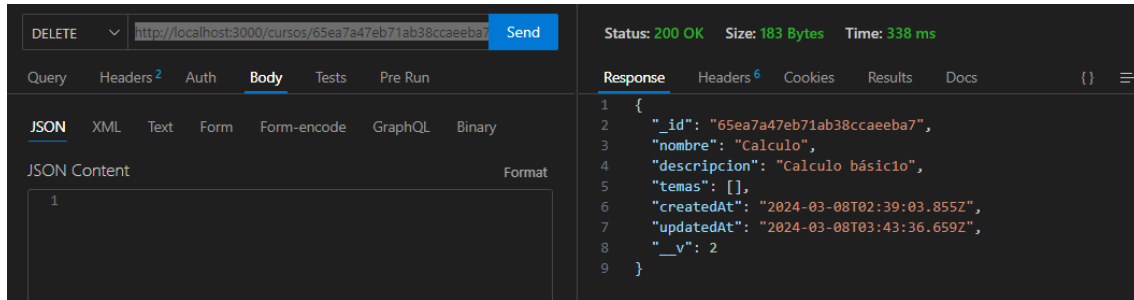 DELETE http://localhost:3000/cursos/65ea7a47eb71ab38ccaeeba7 Send
Query Headers 2 Auth Body Tests Pre Run
JSON XML Text Form Form-encode GraphQL Binary
JSON Content Format
1
Status: 200 OK Size: 183 Bytes Time: 338 ms
Response Headers 6 Cookies Results Docs { }
1 {
2 "_id": "65ea7a47eb71ab38ccaeeba7",
3 "nombre": "Calculo",
4 "descripcion": "Calculo básic1o",
5 "temas": [],
6 "createdAt": "2024-03-08T02:39:03.855Z",
7 "updatedAt": "2024-03-08T03:43:36.659Z",
8 "__v": 2
9 }